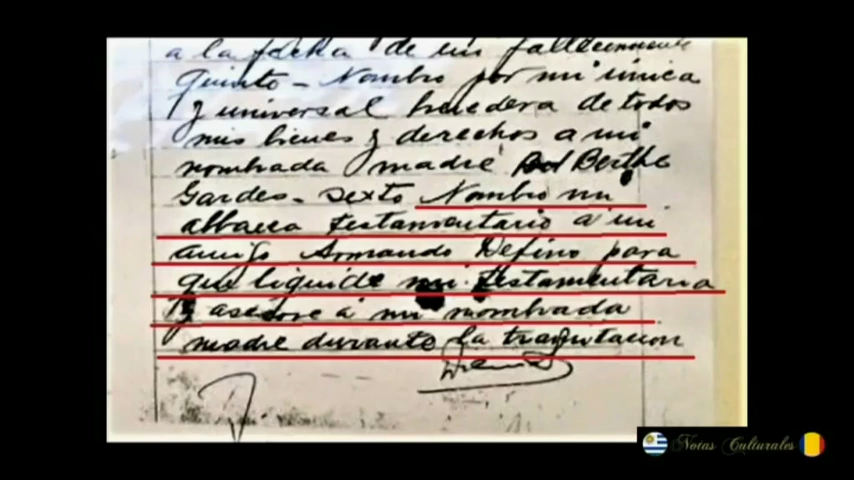 a la fecha de mi fallecimiento
quinto - Nombro por mi única
y universal heredera de todos
mis bienes y derechos a mi
nombrada madre Berthe
Gardes - sexto Nombro mi
albacea testamentario a mi
amigo Armando Defino para
que liquide mi testamentaria
y asesore á mi nombrada
madre durante la tramitacion
Notas Culturales